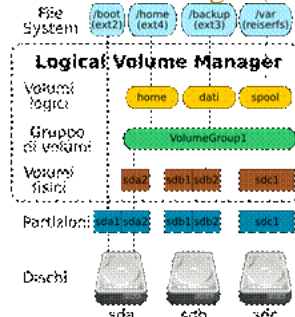 File
System
/boot
(ext2)
/home
(ext4)
/backup
(ext3)
/var
(reiserfs)
Logical Volume Manager
Volumi
logici
home
dati
spool
Gruppo
di volumi
VolumeGroup1
Volumi
fisici
sda2
sdb1
sdb2
sdc1
Partizioni
sda1
sda2
sdb1
sdb2
sdc1
Dischi
sda
sdb
sdc